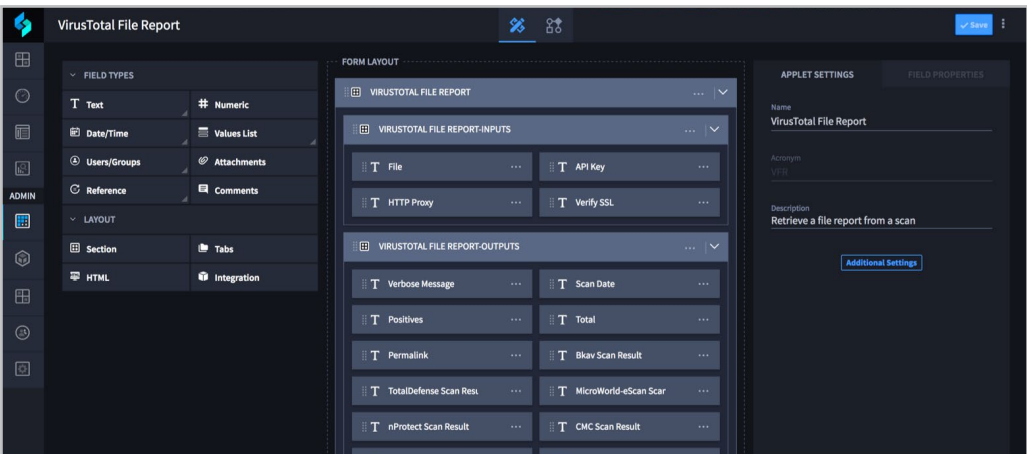 VirusTotal File Report
Save
FIELD TYPES
Text
Numeric
Date/Time
Values List
Users/Groups
Attachments
Reference
Comments
LAYOUT
Section
Tabs
HTML
Integration
ADMIN
FORM LAYOUT
VIRUSTOTAL FILE REPORT
VIRUSTOTAL FILE REPORT-INPUTS
File
API Key
HTTP Proxy
Verify SSL
VIRUSTOTAL FILE REPORT-OUTPUTS
Verbose Message
Scan Date
Positives
Total
Permalink
Bkav Scan Result
TotalDefense Scan Resu
MicroWorld-eScan Scar
nProtect Scan Result
CMC Scan Result
APPLET SETTINGS
FIELD PROPERTIES
Name
VirusTotal File Report
Acronym
VFR
Description
Retrieve a file report from a scan
Additional Settings